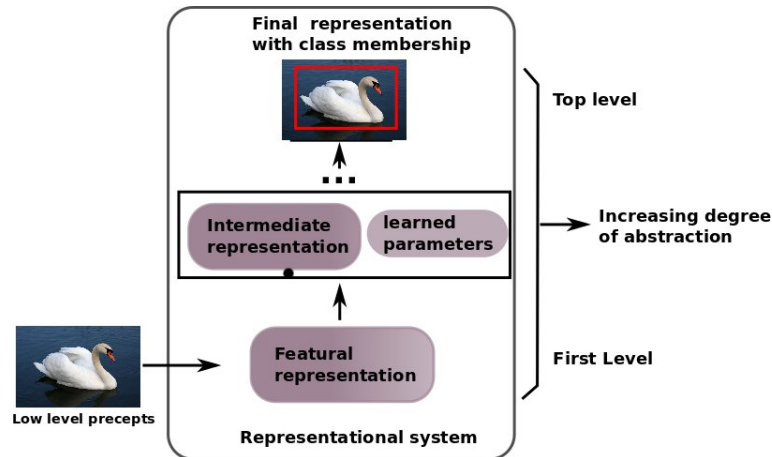 Final representation
with class membership
Top level
...
Intermediate
representation
learned
parameters
Increasing degree
of abstraction
Featural
representation
First Level
Low level precepts
Representational system